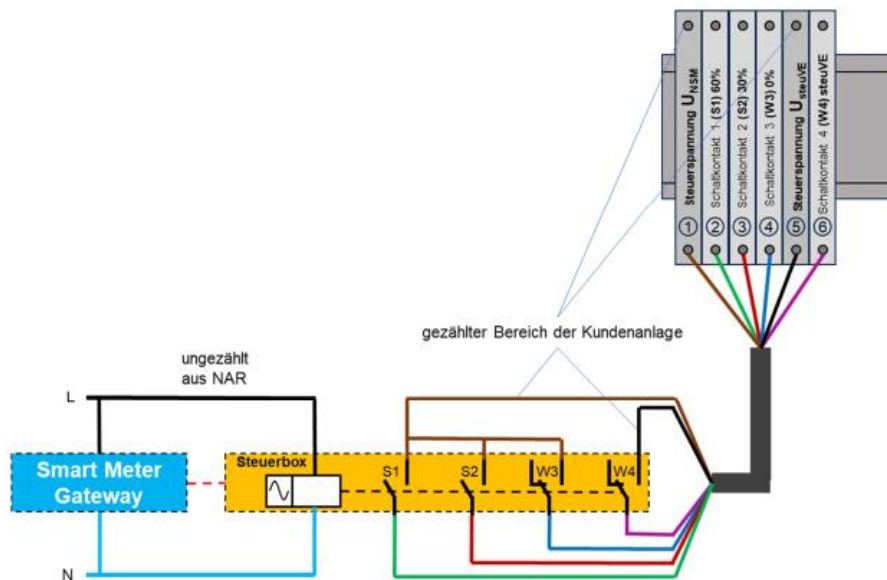 Steuerspannung U_NSM
Schaltkontakt 1 (S1) 60%
Schaltkontakt 2 (S2) 30%
Schaltkontakt 3 (W3) 0%
Steuerspannung U_steuVE
Schaltkontakt 4 (W4) steuVE
① ② ③ ④ ⑤ ⑥
gezählter Bereich der Kundenanlage
ungezählt
aus NAR
L
Steuerbox
Smart Meter
Gateway
S1 S2 W3 W4
N